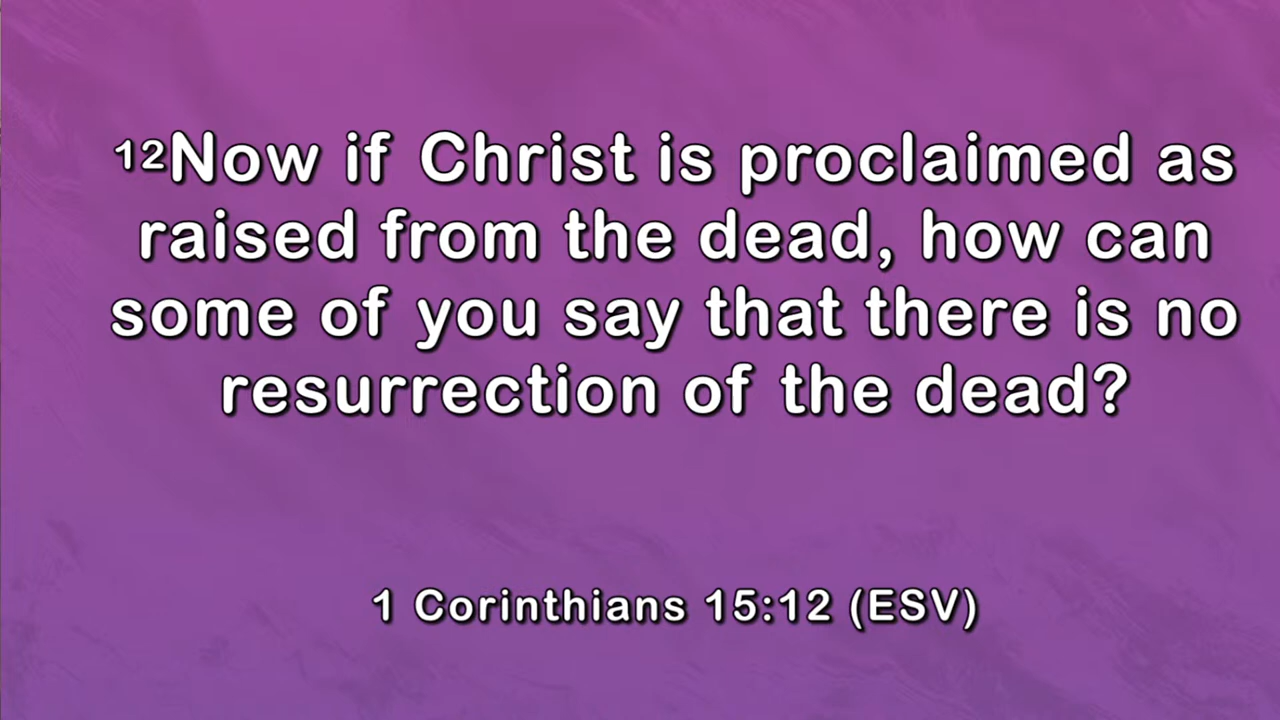 12Now if Christ is proclaimed as
raised from the dead, how can
some of you say that there is no
resurrection of the dead?
1 Corinthians 15:12 (ESV)